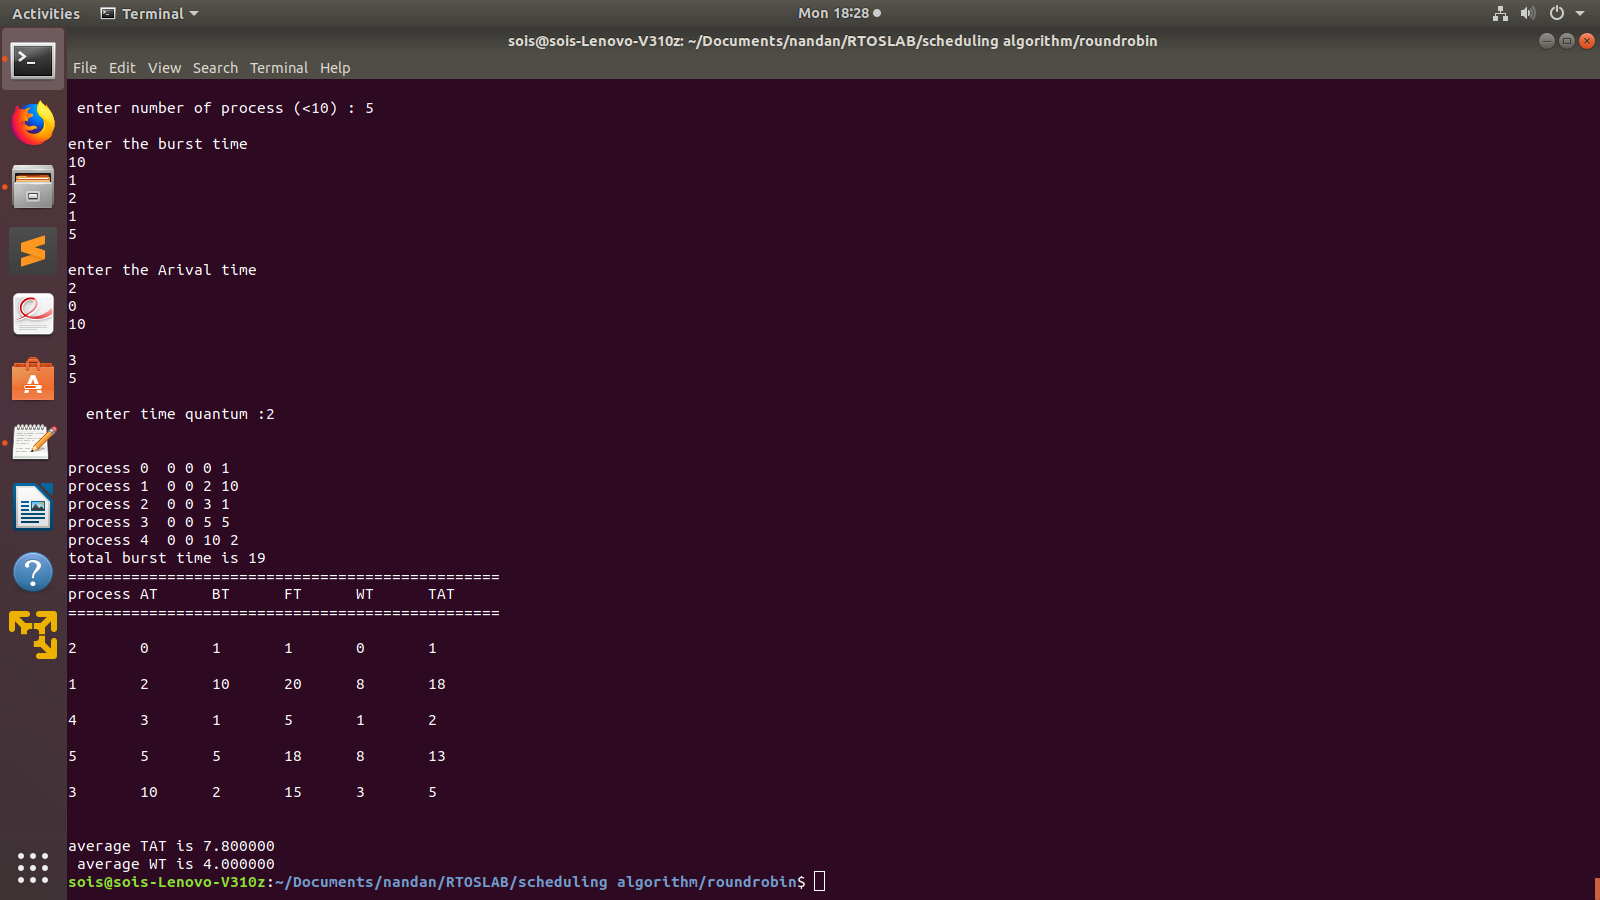 Activities Terminal Mon 18:28
sois@sois-Lenovo-V310z: ~/Documents/nandan/RTOSLAB/scheduling algorithm/roundrobin
File Edit View Search Terminal Help
enter number of process (<10) : 5
enter the burst time
10
1
2
1
5
enter the Arival time
2
0
10
3
5
enter time quantum :2
process 0  0 0 0 1
process 1  0 0 2 10
process 2  0 0 3 1
process 3  0 0 5 5
process 4  0 0 10 2
total burst time is 19
================================================
process AT BT FT WT TAT
================================================
2 0 1 1 0 1
1 2 10 20 8 18
4 3 1 5 1 2
5 5 5 18 8 13
3 10 2 15 3 5
average TAT is 7.800000
average WT is 4.000000
sois@sois-Lenovo-V310z:~/Documents/nandan/RTOSLAB/scheduling algorithm/roundrobin$